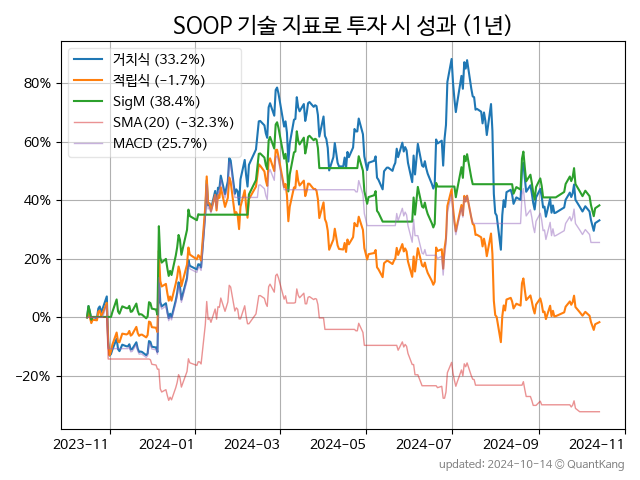 SOOP 기술 지표로 투자 시 성과 (1년)
거치식 (33.2%)
적립식 (−1.7%)
SigM (38.4%)
SMA(20) (−32.3%)
MACD (25.7%)
80%
60%
40%
20%
0%
−20%
2023-11 2024-01 2024-03 2024-05 2024-07 2024-09 2024-11
updated: 2024-10-14 © QuantKang